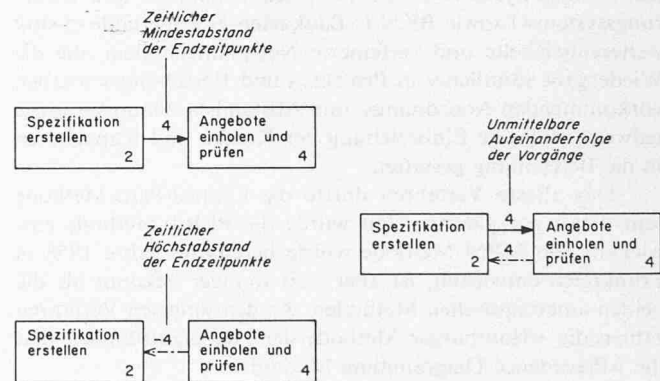 Zeitlicher
Mindestabstand
der Endzeitpunkte
Spezifikation
erstellen
2
4
Angebote
einholen und
prüfen
4
Unmittelbare
Aufeinanderfolge
der Vorgänge
Spezifikation
erstellen
2
4
-4
Angebote
einholen und
prüfen
4
Zeitlicher
Höchstabstand
der Endzeitpunkte
Spezifikation
erstellen
2
-4
Angebote
einholen und
prüfen
4